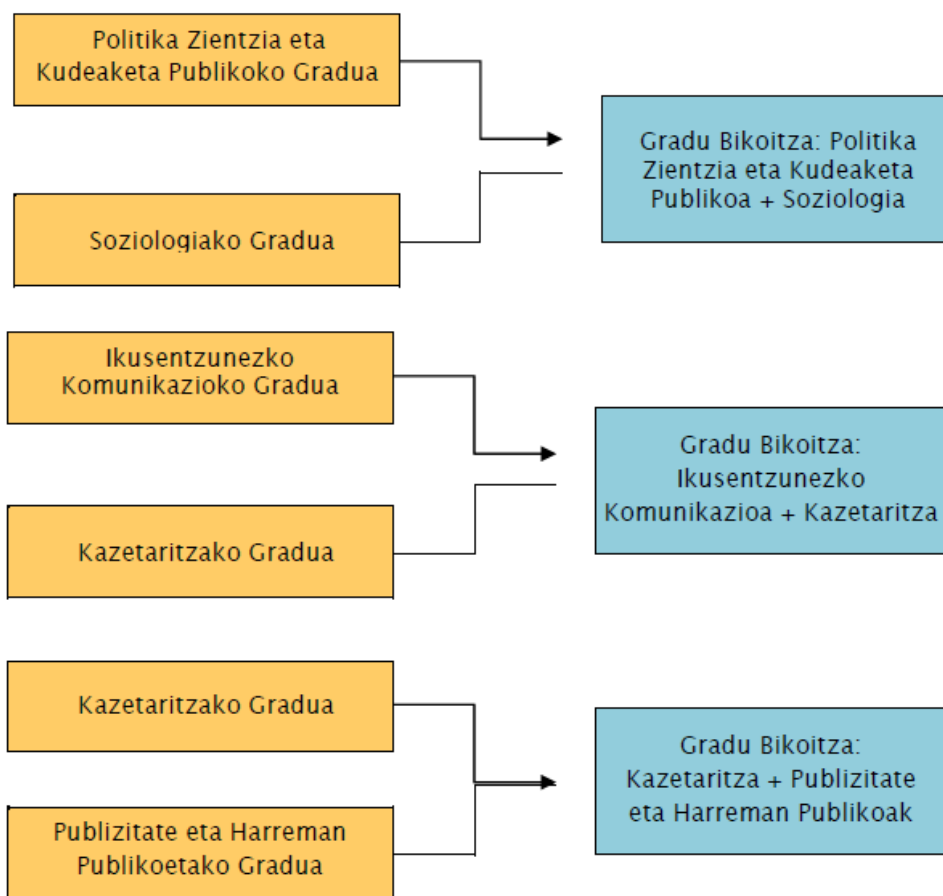 Politika Zientzia eta
Kudeaketa Publikoko Gradua
Soziologiako Gradua
Gradu Bikoitza: Politika
Zientzia eta Kudeaketa
Publikoa + Soziologia
Ikusentzunezko
Komunikazioko Gradua
Kazetaritzako Gradua
Gradu Bikoitza:
Ikusentzunezko
Komunikazioa + Kazetaritza
Kazetaritzako Gradua
Publizitate eta Harreman
Publikoetako Gradua
Gradu Bikoitza:
Kazetaritza + Publizitate
eta Harreman Publikoak